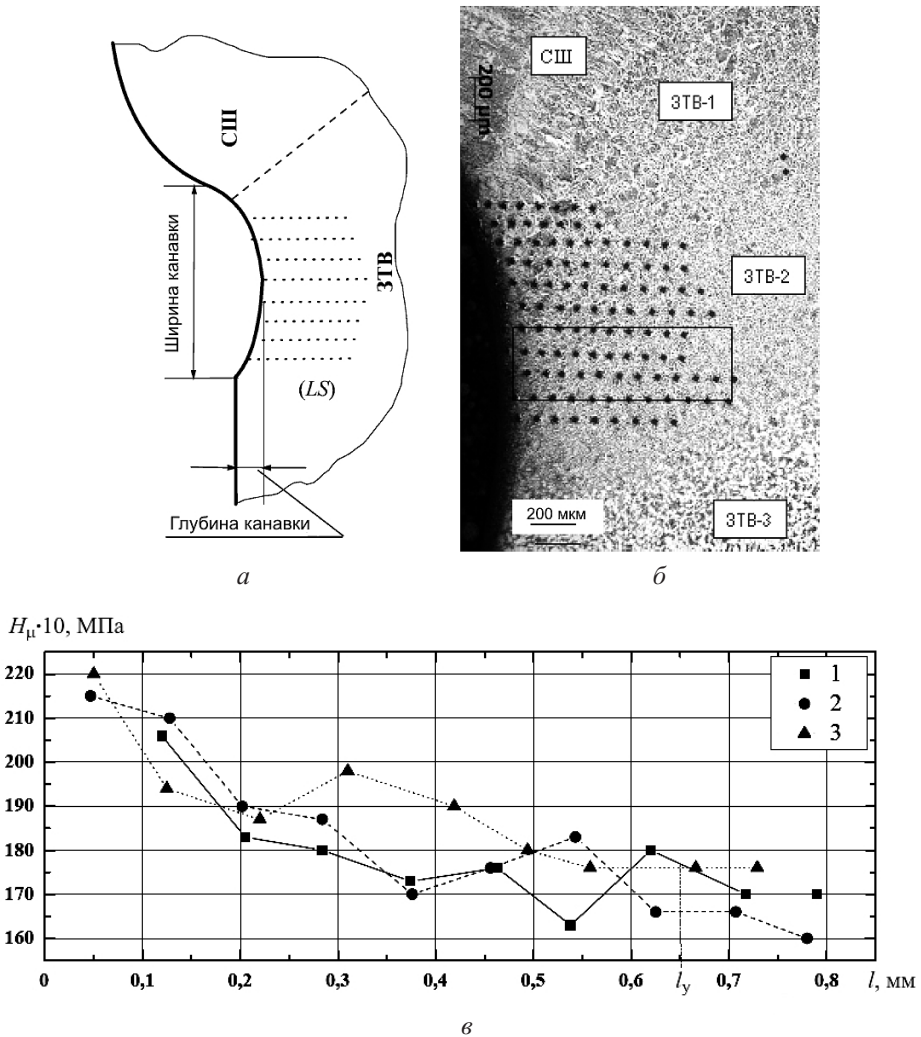 СШ
Ширина канавки
ЗТВ
(LS)
Глубина канавки
а
СШ
200 µm
ЗТВ-1
ЗТВ-2
200 мкм
ЗТВ-3
б
Hμ·10, МПа
220
210
200
190
180
170
160
1
2
3
0 0,1 0,2 0,3 0,4 0,5 0,6 lу 0,7 0,8 l, мм
в